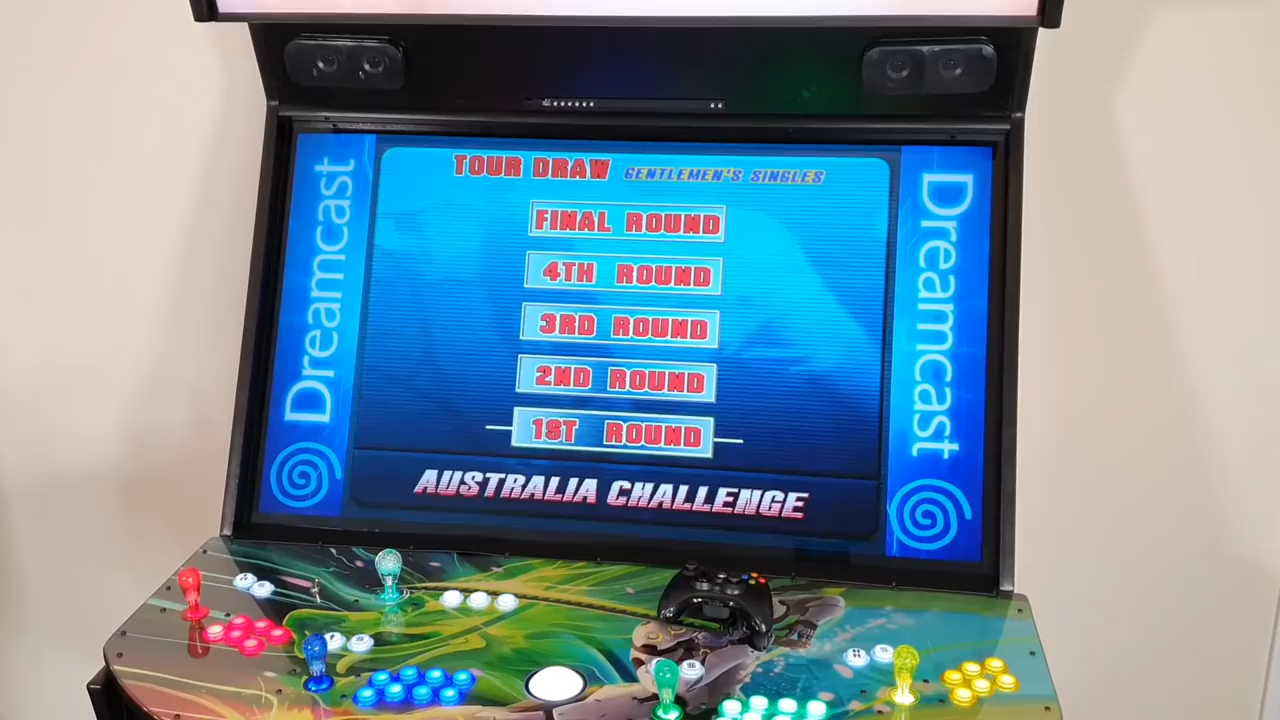 Dreamcast
TOUR DRAW GENTLEMEN'S SINGLES
FINAL ROUND
4TH ROUND
3RD ROUND
2ND ROUND
1ST ROUND
AUSTRALIA CHALLENGE
Dreamcast